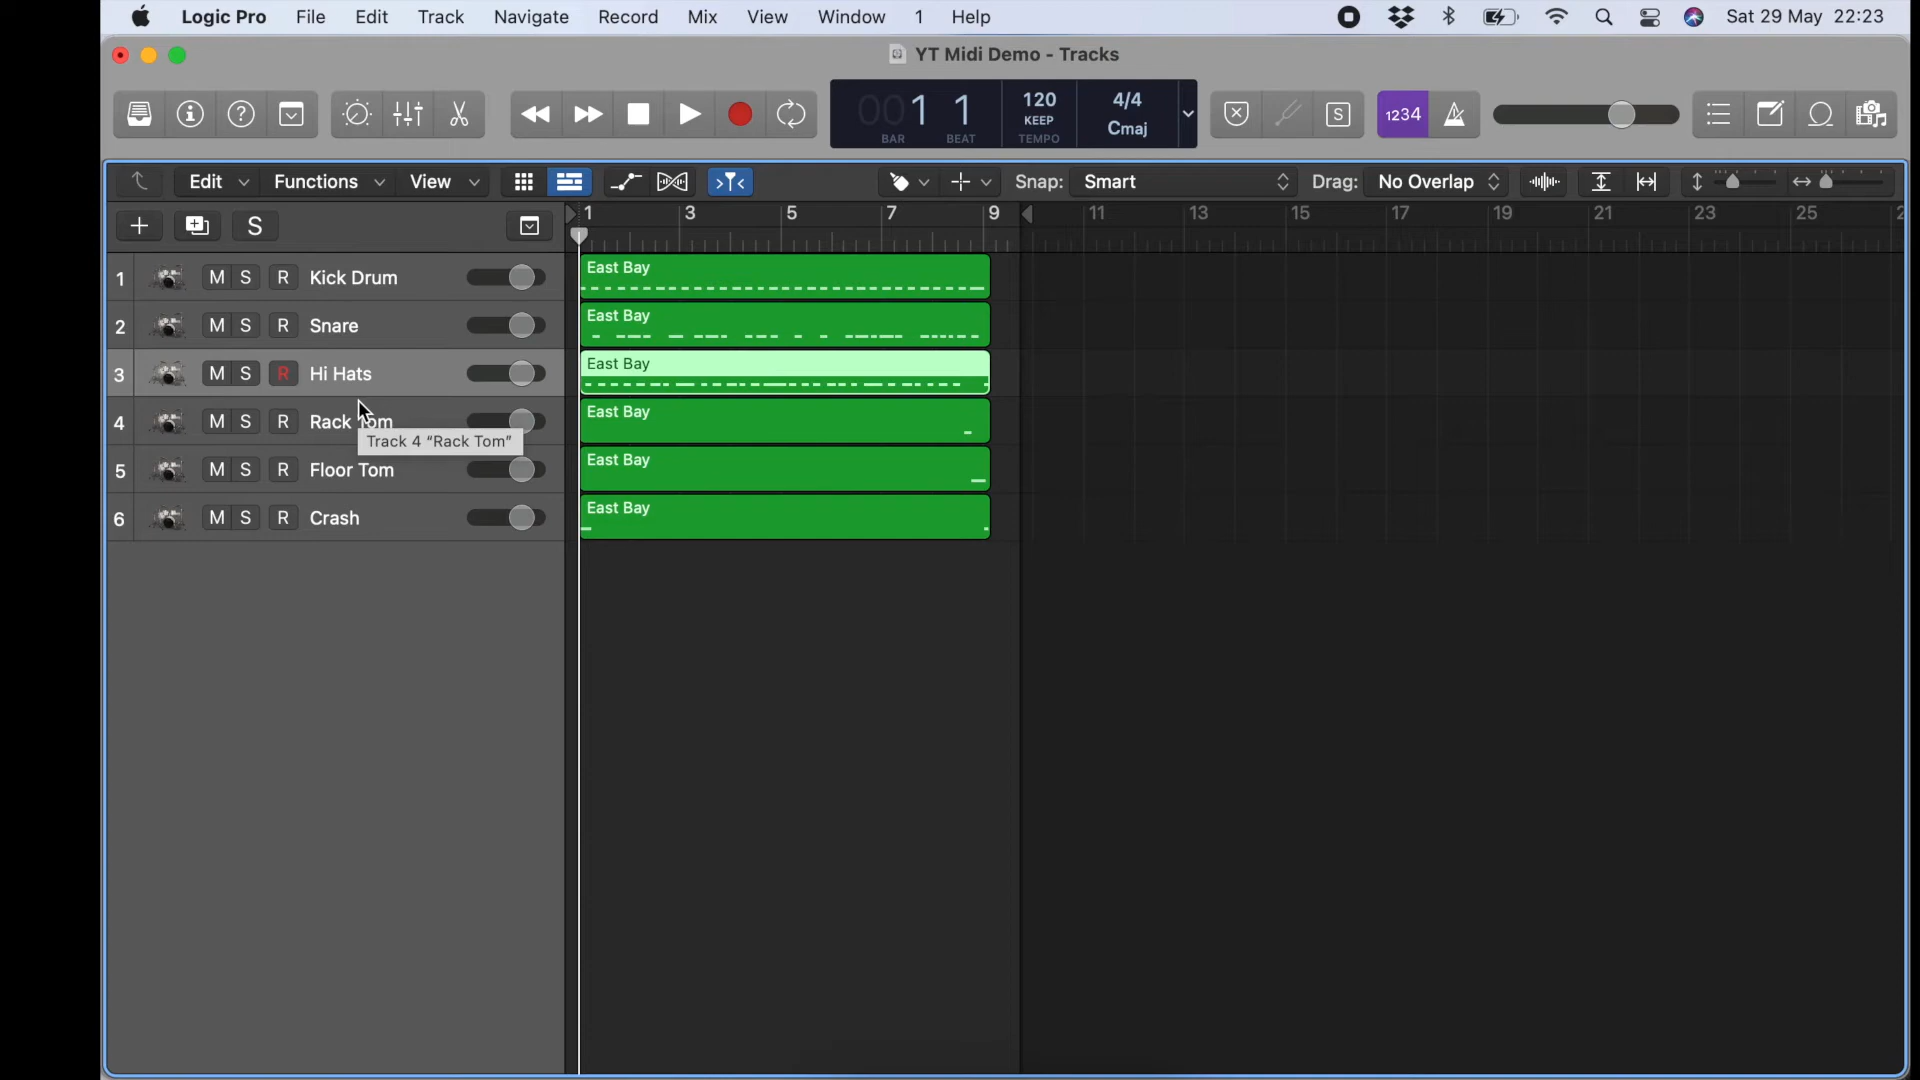 Logic Pro File Edit Track Navigate Record Mix View Window 1 Help Sat 29 May 22:23
YT Midi Demo - Tracks
001 1 120 4/4
KEEP Cmaj
BAR BEAT TEMPO
S 1234
Edit Functions View Snap: Smart Drag: No Overlap
S 1 3 5 7 9 11 13 15 17 19 21 23 25
1 M S R Kick Drum East Bay
2 M S R Snare East Bay
3 M S R Hi Hats East Bay
4 M S R Rack Tom East Bay
Track 4 “Rack Tom”
5 M S R Floor Tom East Bay
6 M S R Crash East Bay